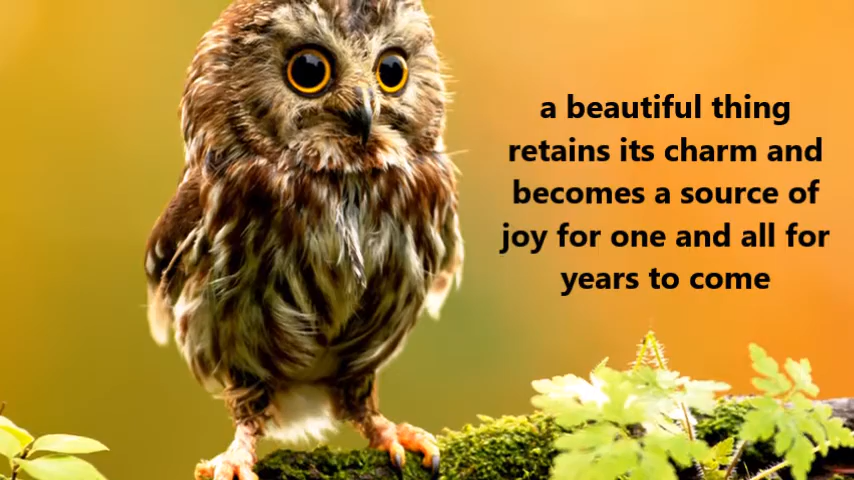 a beautiful thing
retains its charm and
becomes a source of
joy for one and all for
years to come